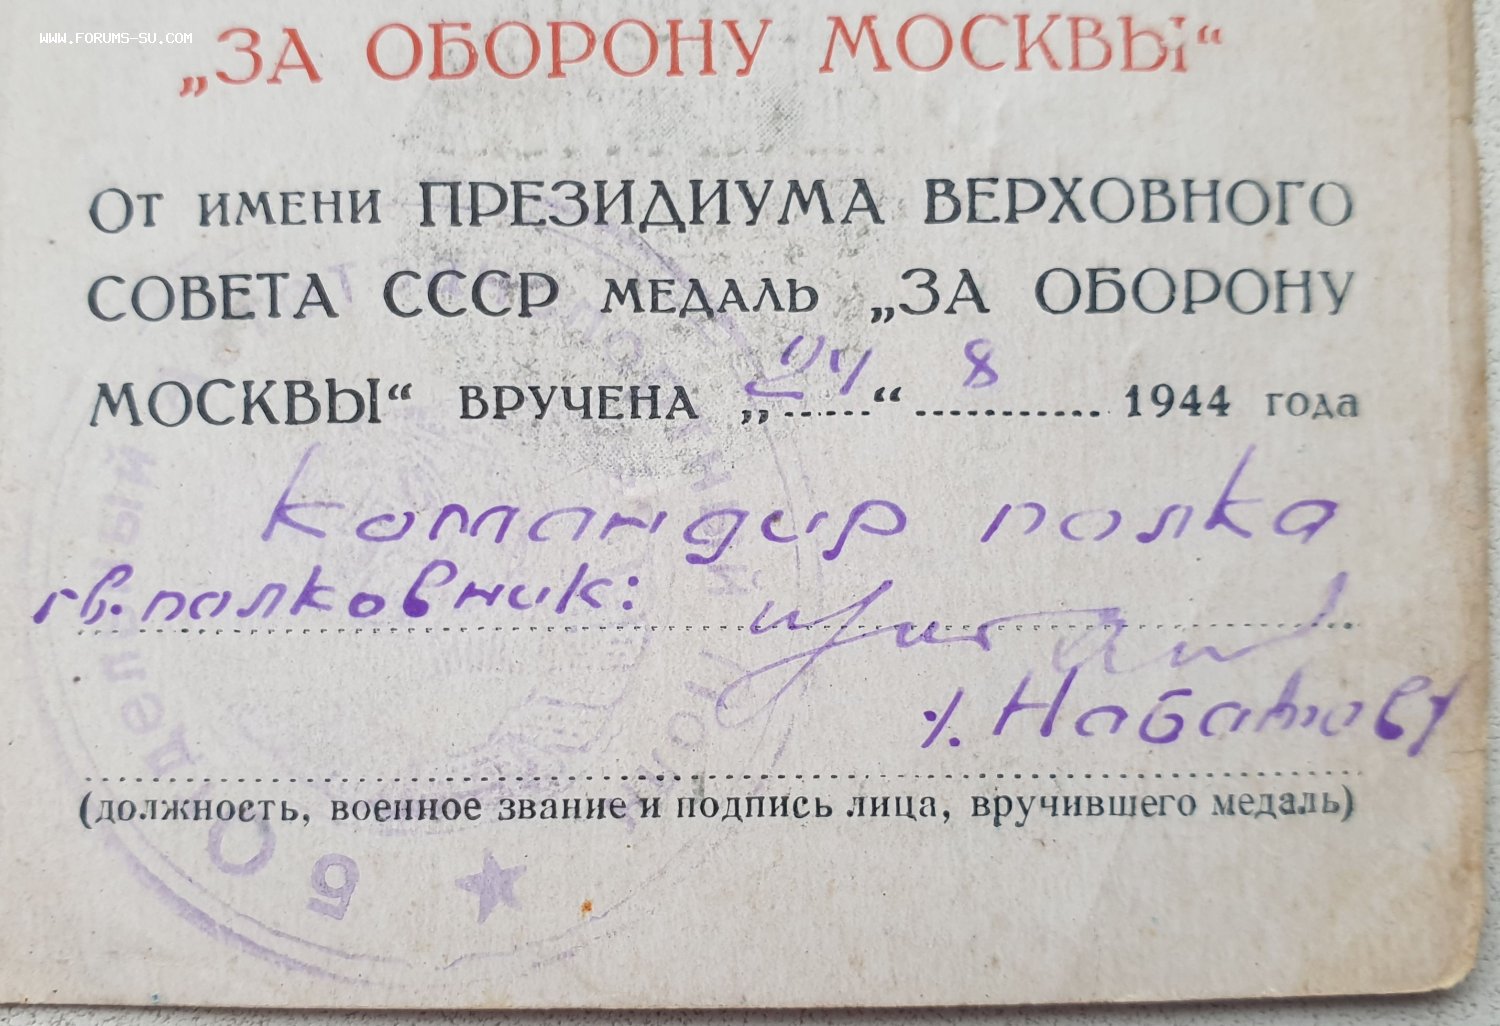 WWW.FORUMS-SU.COM
„ЗА ОБОРОНУ МОСКВЫ“
От имени ПРЕЗИДИУМА ВЕРХОВНОГО
СОВЕТА СССР медаль „ЗА ОБОРОНУ
МОСКВЫ“ вручена „24“ 8 1944 года
Командир полка
гв. полковник:
/. Набатов/
(должность, военное звание и подпись лица, вручившего медаль)